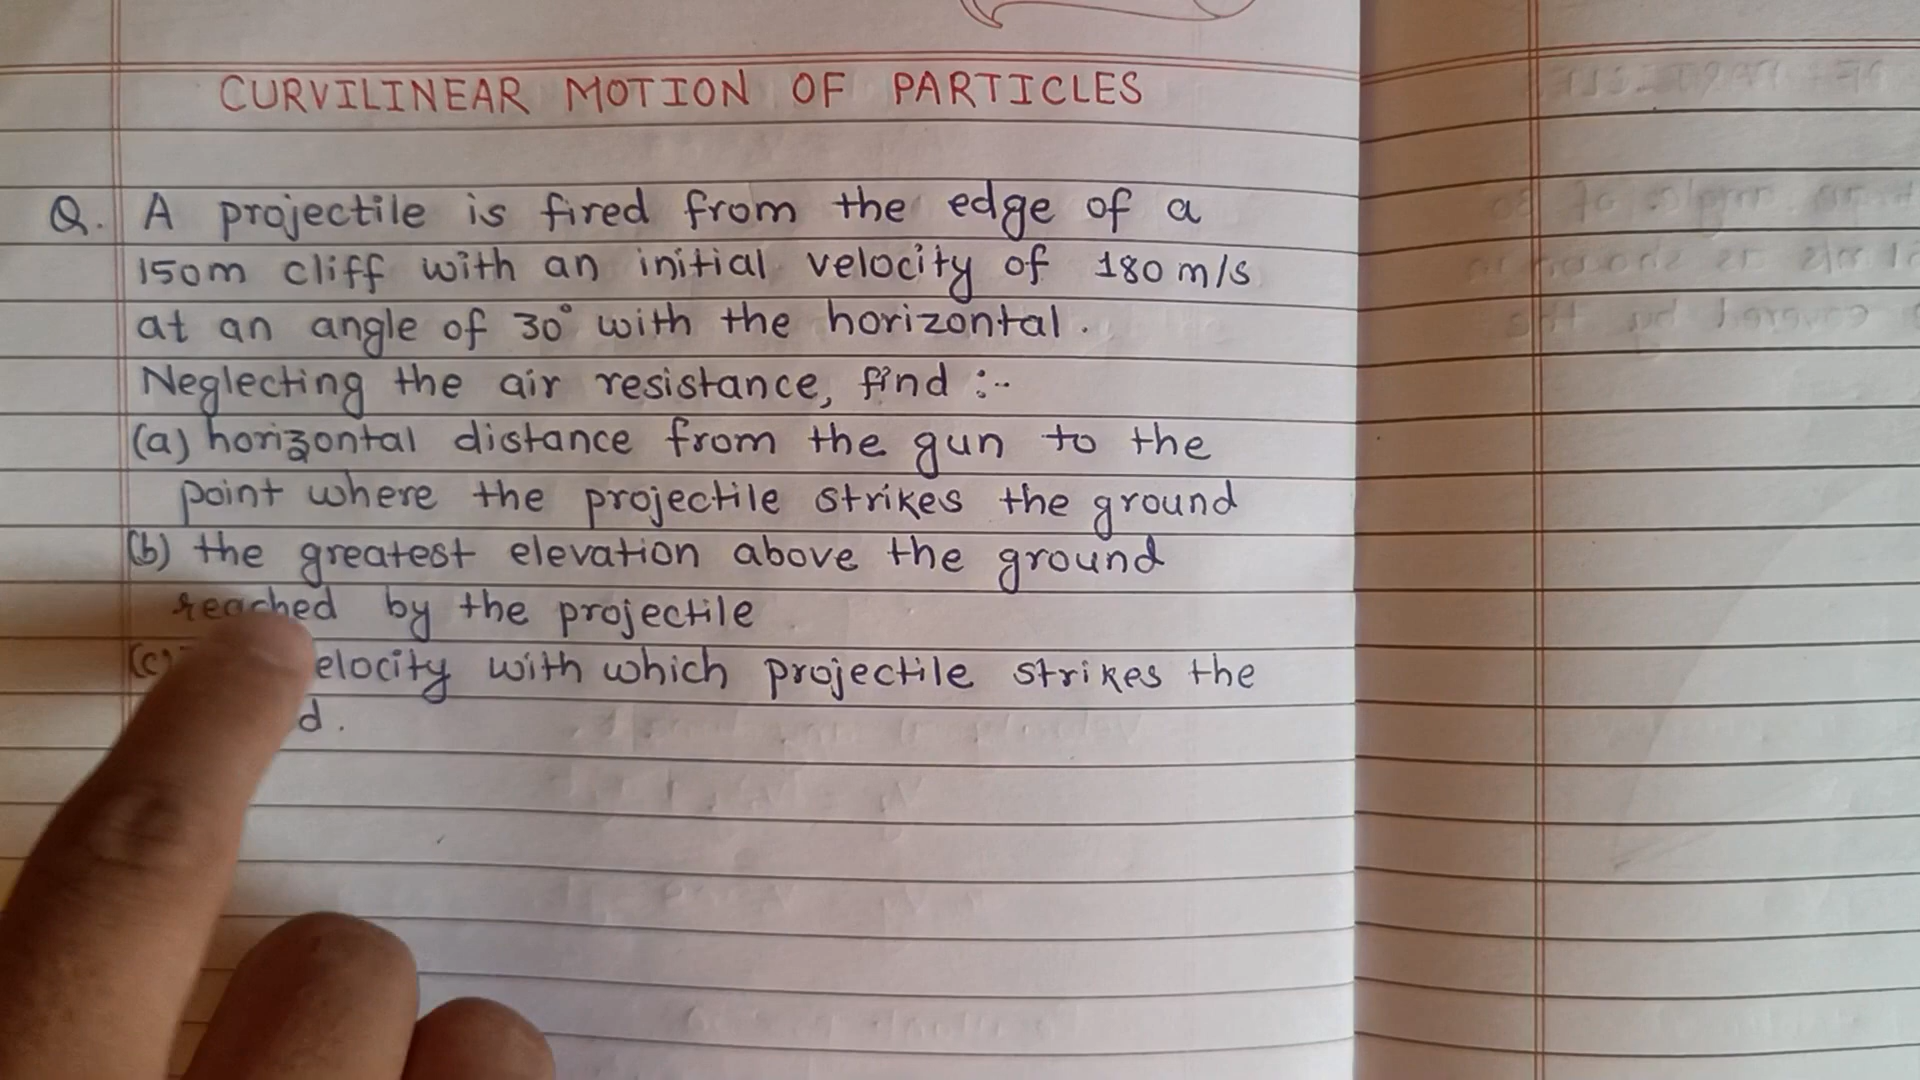 CURVILINEAR MOTION OF PARTICLES
Q. A projectile is fired from the edge of a
150m cliff with an initial velocity of 180 m/s
at an angle of 30° with the horizontal.
Neglecting the air resistance, find :--
(a) horizontal distance from the gun to the
point where the projectile strikes the ground
(b) the greatest elevation above the ground
reached by the projectile
(c) elocity with which projectile strikes the
d.